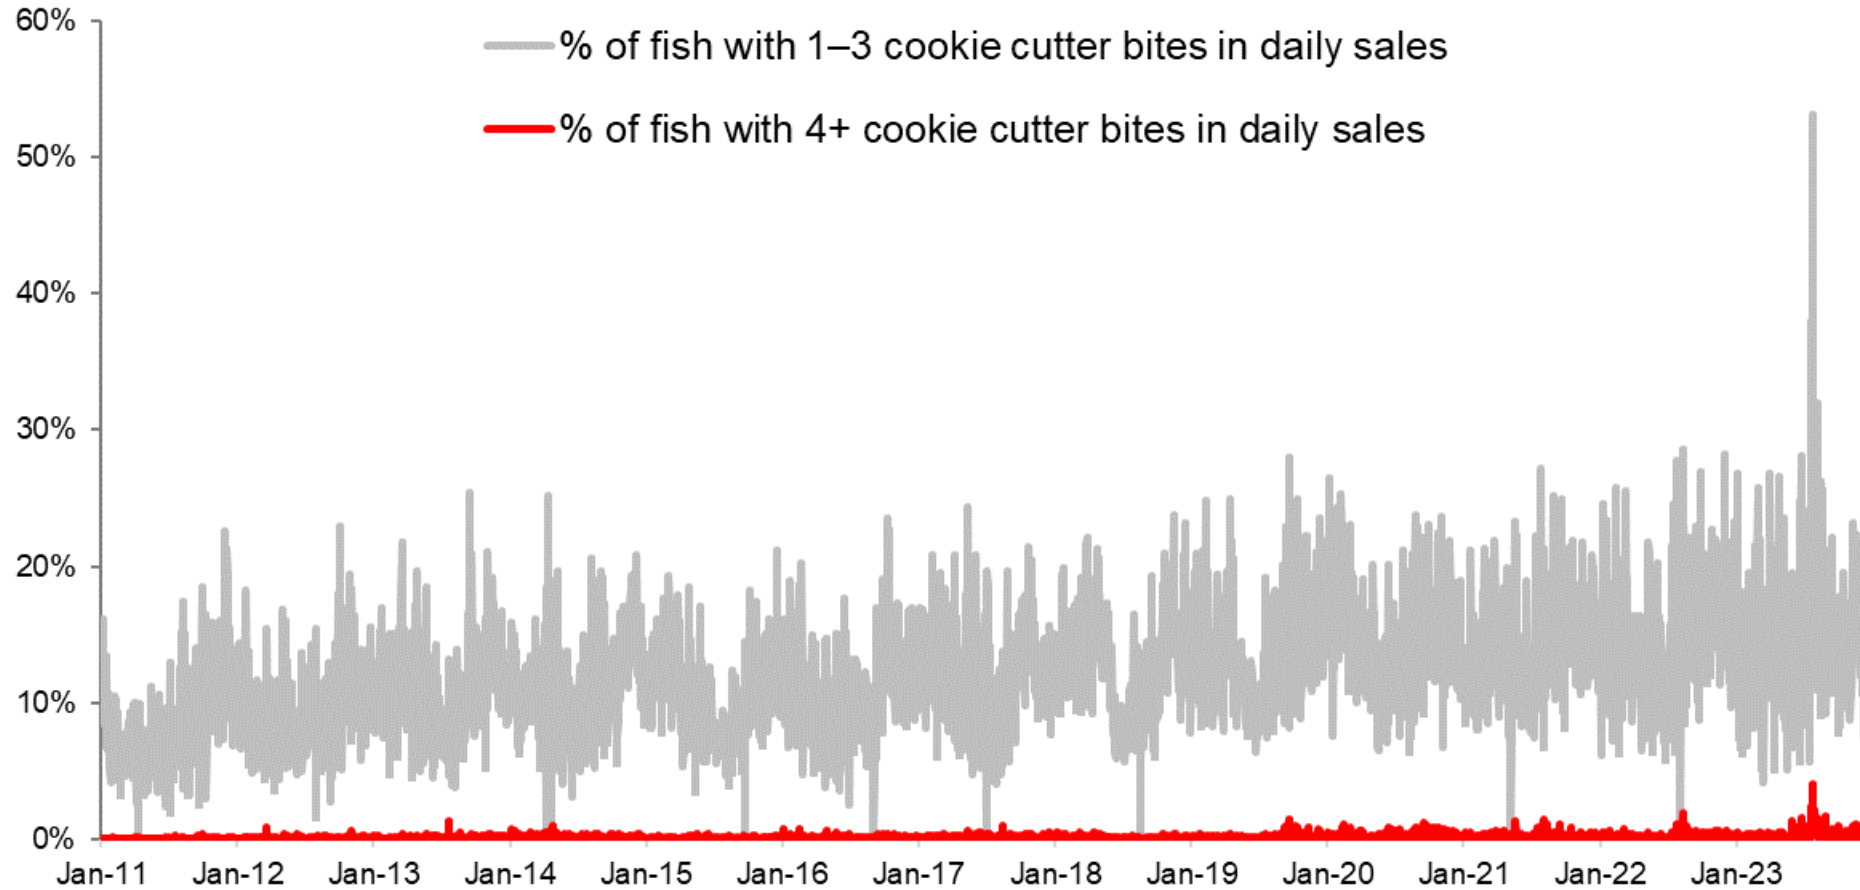 60%
% of fish with 1–3 cookie cutter bites in daily sales
% of fish with 4+ cookie cutter bites in daily sales
50%
40%
30%
20%
10%
0%
Jan-11 Jan-12 Jan-13 Jan-14 Jan-15 Jan-16 Jan-17 Jan-18 Jan-19 Jan-20 Jan-21 Jan-22 Jan-23